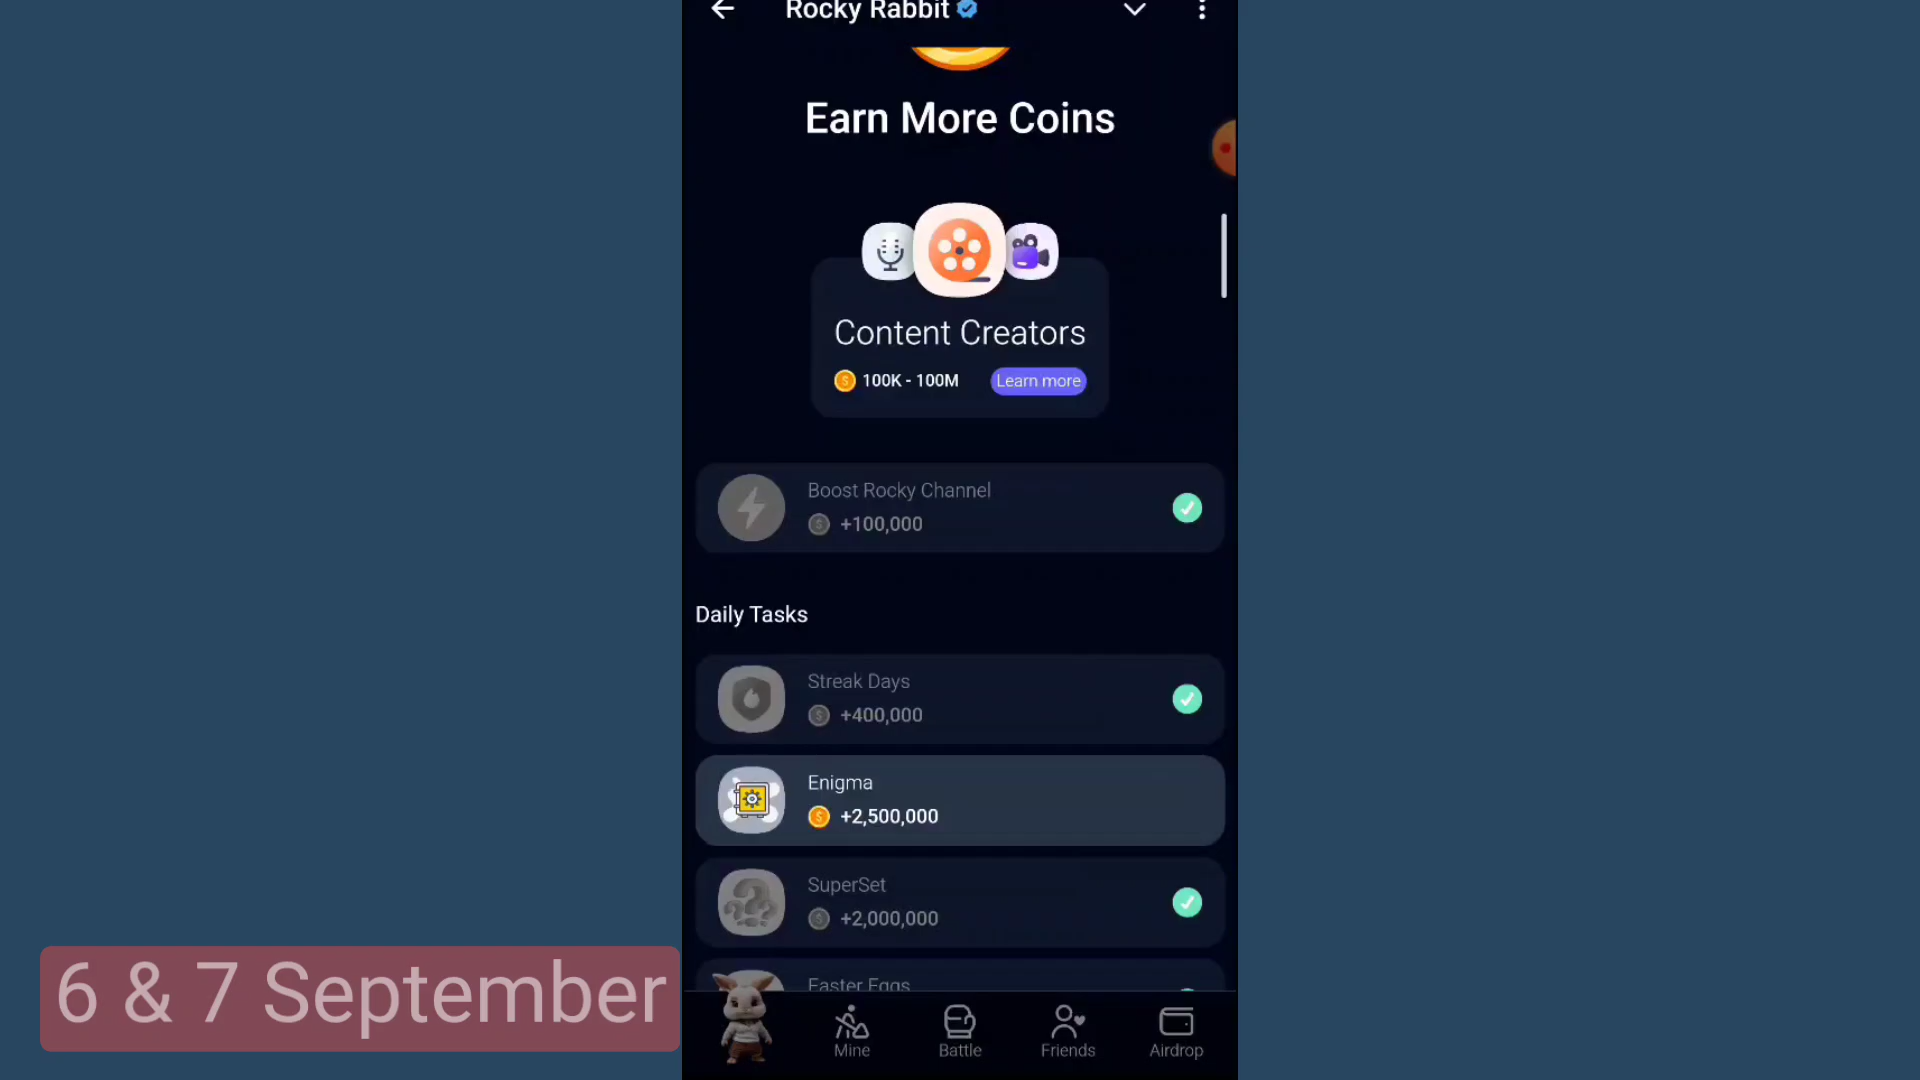 Rocky Rabbit
Earn More Coins
Content Creators
100K - 100M
Learn more
Boost Rocky Channel
+100,000
Daily Tasks
Streak Days
+400,000
Enigma
+2,500,000
SuperSet
+2,000,000
Easter Eggs
Mine
Battle
Friends
Airdrop
6 & 7 September